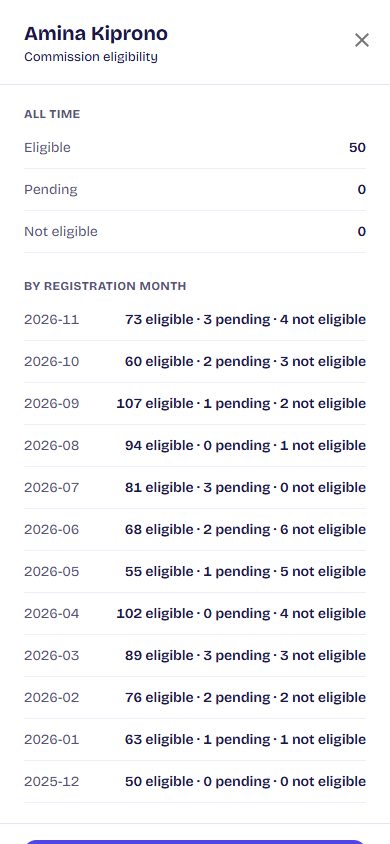 Amina Kiprono
Commission eligibility
ALL TIME
Eligible 50
Pending 0
Not eligible 0
BY REGISTRATION MONTH
2026-11 73 eligible · 3 pending · 4 not eligible
2026-10 60 eligible · 2 pending · 3 not eligible
2026-09 107 eligible · 1 pending · 2 not eligible
2026-08 94 eligible · 0 pending · 1 not eligible
2026-07 81 eligible · 3 pending · 0 not eligible
2026-06 68 eligible · 2 pending · 6 not eligible
2026-05 55 eligible · 1 pending · 5 not eligible
2026-04 102 eligible · 0 pending · 4 not eligible
2026-03 89 eligible · 3 pending · 3 not eligible
2026-02 76 eligible · 2 pending · 2 not eligible
2026-01 63 eligible · 1 pending · 1 not eligible
2025-12 50 eligible · 0 pending · 0 not eligible